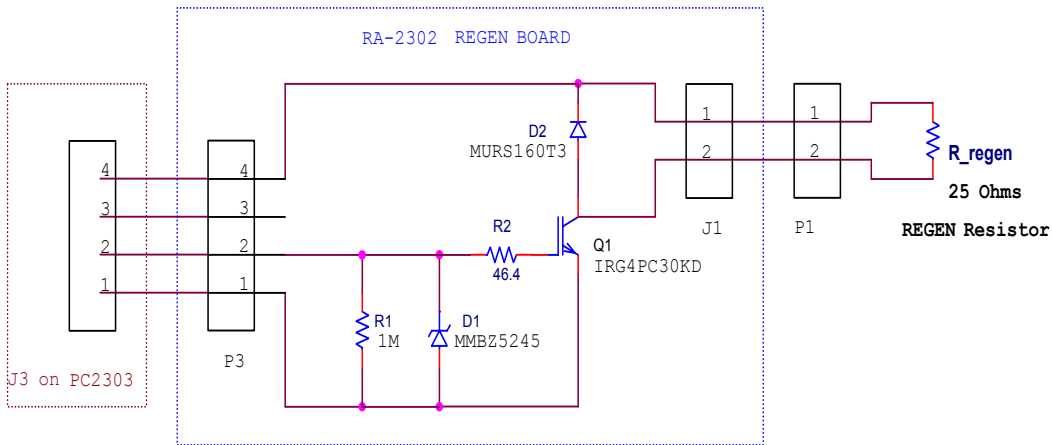 RA-2302 REGEN BOARD
J3 on PC2303
4
3
2
1
4
3
2
1
P3
R1
1M
D1
MMBZ5245
R2
46.4
D2
MURS160T3
Q1
IRG4PC30KD
1
2
J1
1
2
P1
R_regen
25 Ohms
REGEN Resistor